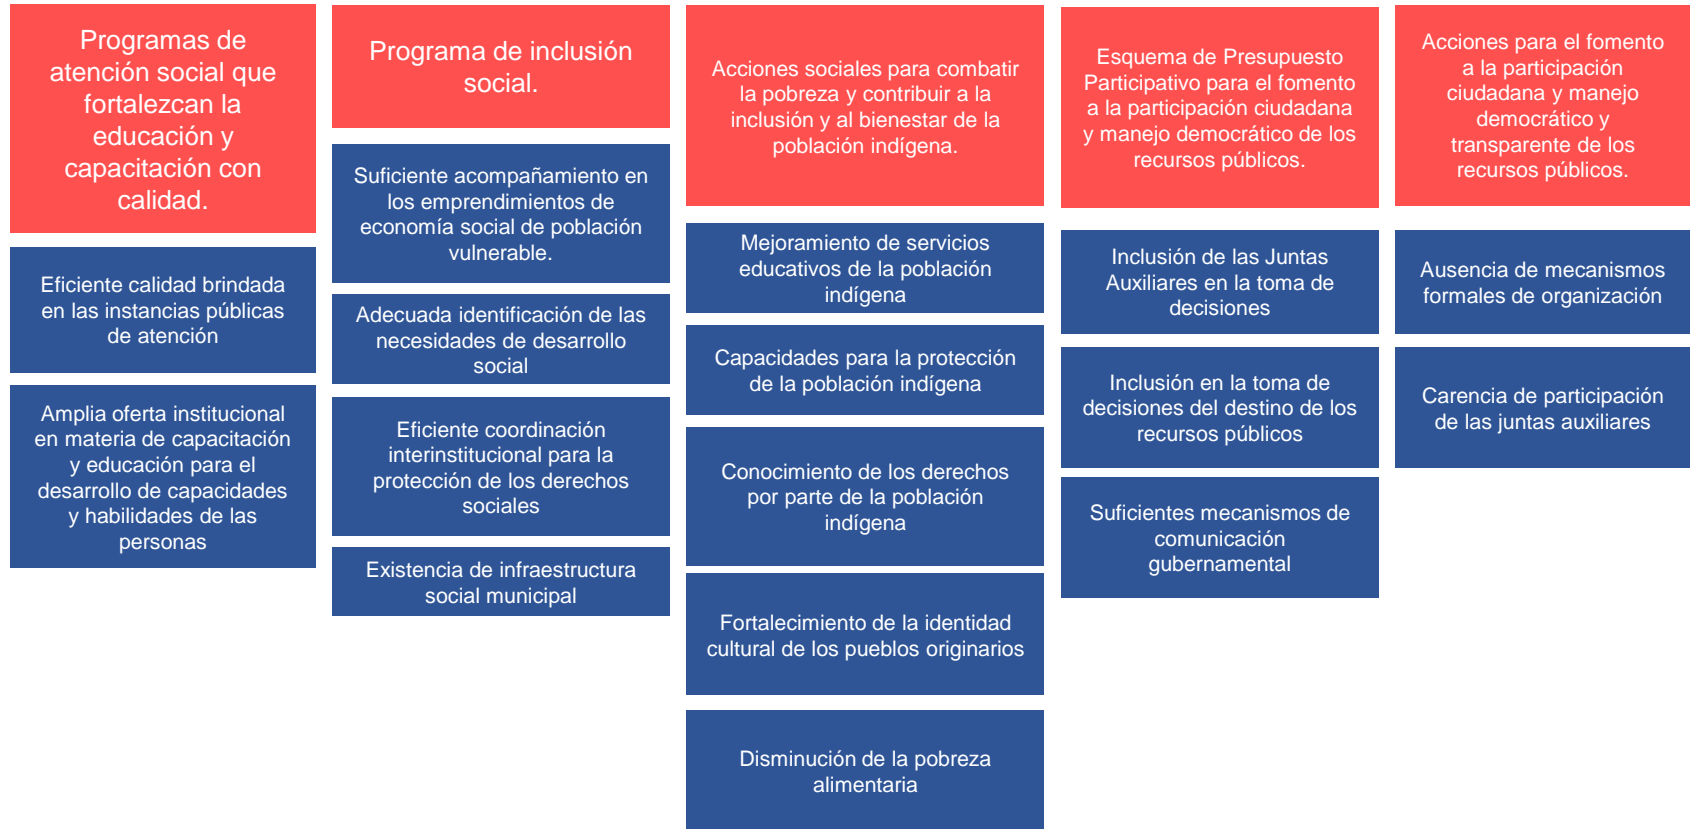 Programas de
atención social que
fortalezcan la
educación y
capacitación con
calidad.
Eficiente calidad brindada
en las instancias públicas
de atención
Amplia oferta institucional
en materia de capacitación
y educación para el
desarrollo de capacidades
y habilidades de las
personas
Programa de inclusión
social.
Suficiente acompañamiento en
los emprendimientos de
economía social de población
vulnerable.
Adecuada identificación de las
necesidades de desarrollo
social
Eficiente coordinación
interinstitucional para la
protección de los derechos
sociales
Existencia de infraestructura
social municipal
Acciones sociales para combatir
la pobreza y contribuir a la
inclusión y al bienestar de la
población indígena.
Mejoramiento de servicios
educativos de la población
indígena
Capacidades para la protección
de la población indígena
Conocimiento de los derechos
por parte de la población
indígena
Fortalecimiento de la identidad
cultural de los pueblos originarios
Disminución de la pobreza
alimentaria
Esquema de Presupuesto
Participativo para el fomento
a la participación ciudadana
y manejo democrático de los
recursos públicos.
Inclusión de las Juntas
Auxiliares en la toma de
decisiones
Inclusión en la toma de
decisiones del destino de los
recursos públicos
Suficientes mecanismos de
comunicación
gubernamental
Acciones para el fomento
a la participación
ciudadana y manejo
democrático y
transparente de los
recursos públicos.
Ausencia de mecanismos
formales de organización
Carencia de participación
de las juntas auxiliares